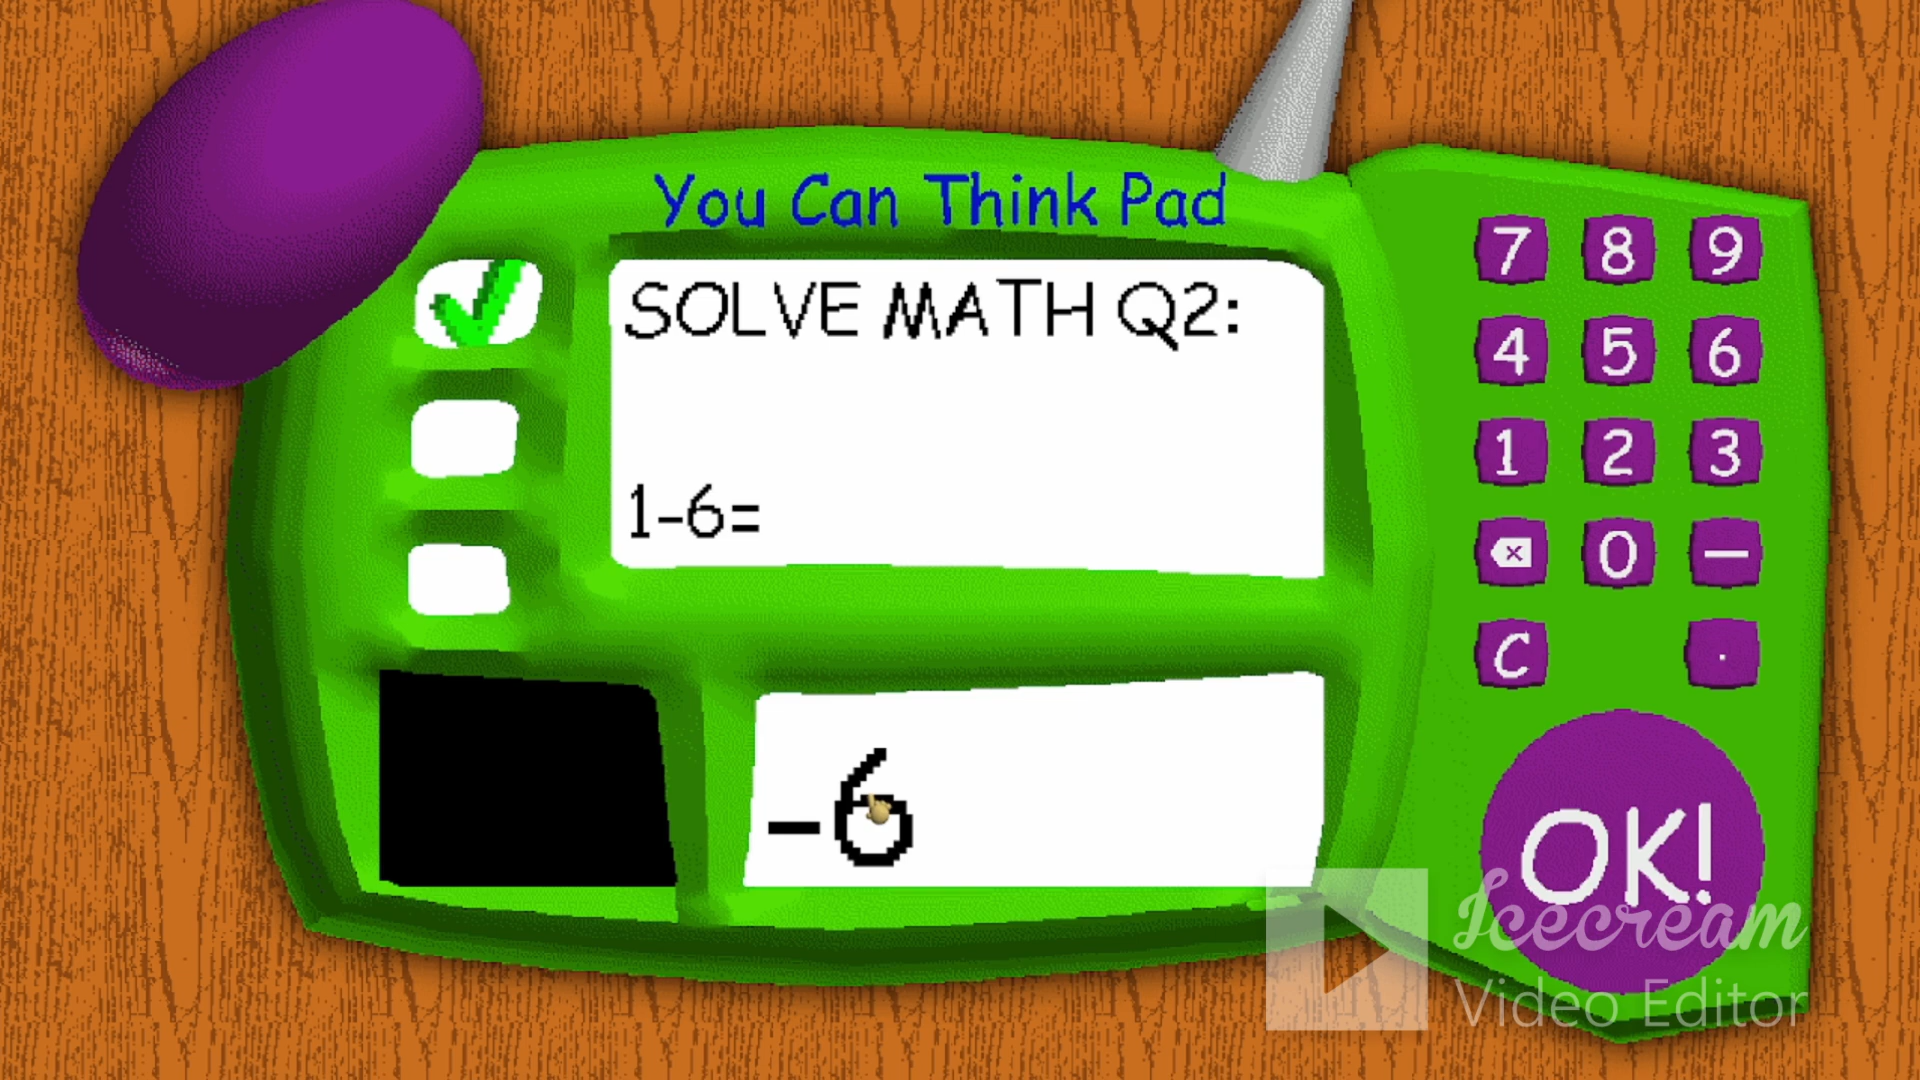 You Can Think Pad
SOLVE MATH Q2:
1-6=
-6
7 8 9
4 5 6
1 2 3
x 0 -
C .
OK!
Icecream
Video Editor